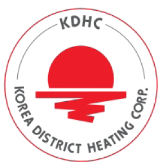 KDHC
KOREA DISTRICT HEATING CORP.